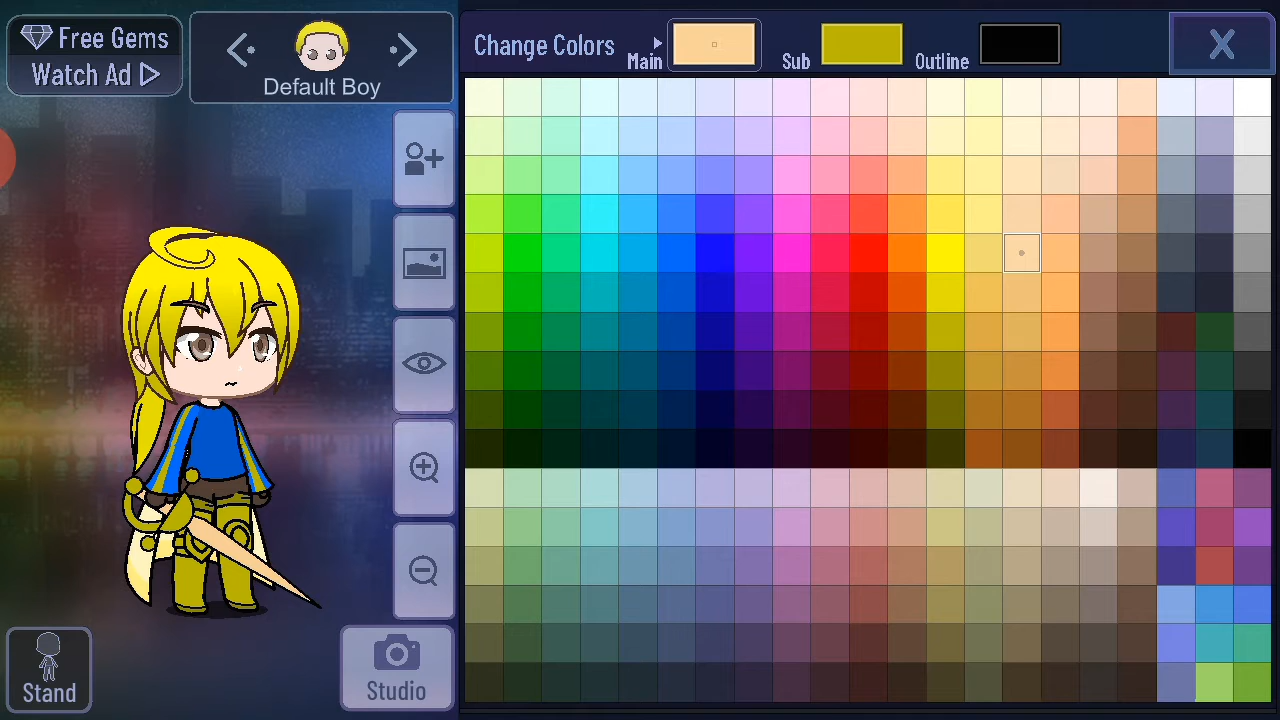 Free Gems
Watch Ad
Default Boy
Change Colors
Main
Sub
Outline
X
Stand
Studio